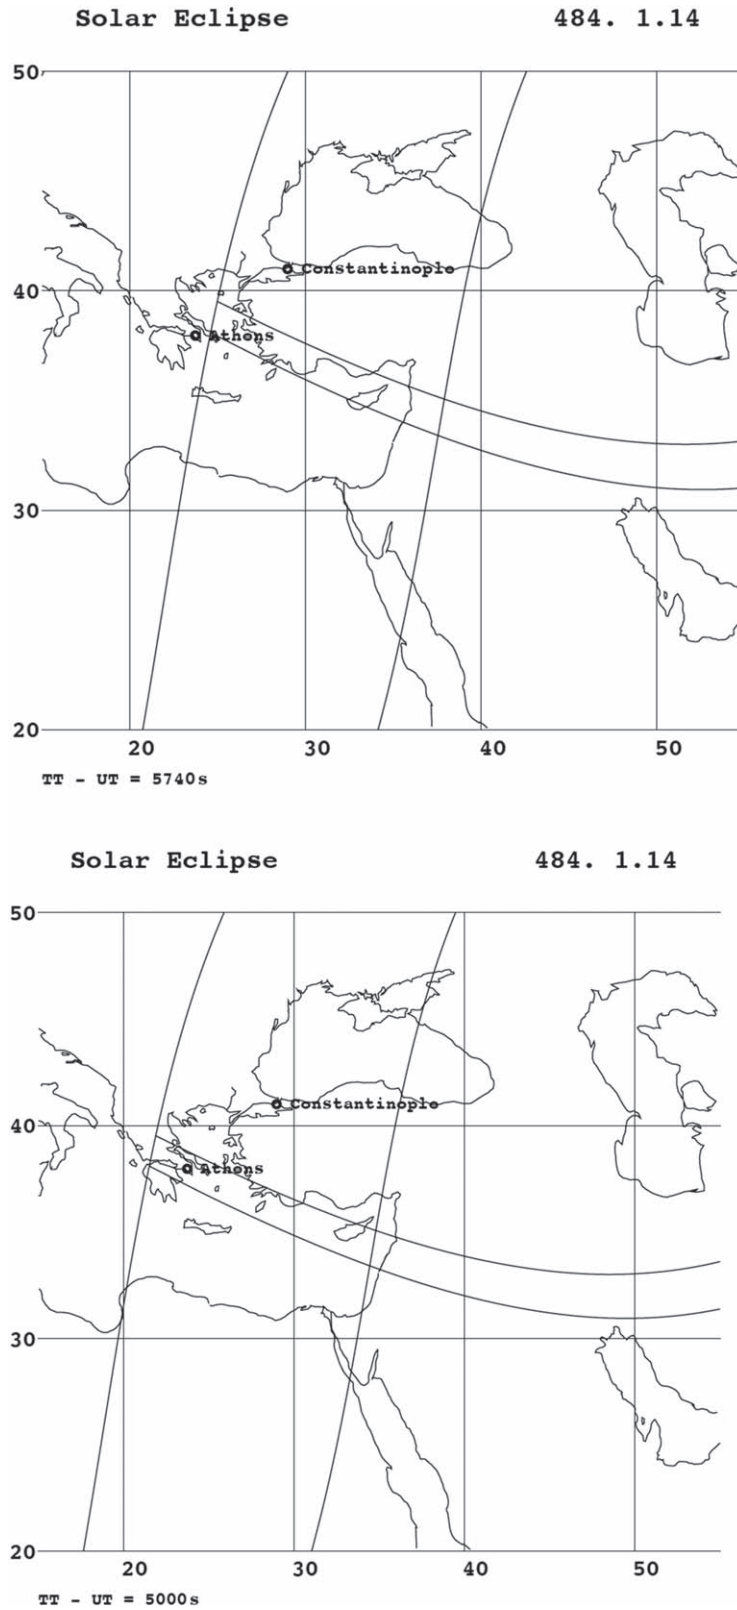 Solar Eclipse 484. 1.14
50
40
30
20
Constantinople
Athens
20 30 40 50
TT - UT = 5740s
Solar Eclipse 484. 1.14
50
40
30
20
Constantinople
Athens
20 30 40 50
TT - UT = 5000s